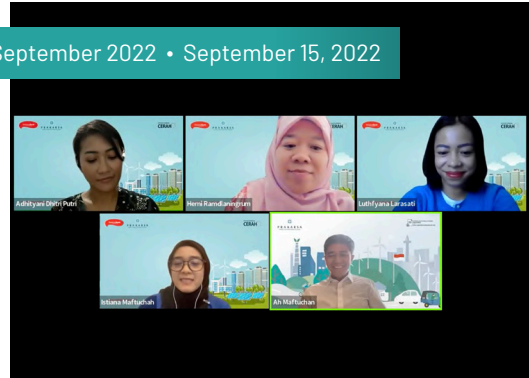 September 2022 • September 15, 2022
CERAH
CERAH
CERAH
Adhityani Dhitri Putri
Herni Ramdlaningrum
Luthfyana Larasati
CERAH
Istiana Maftuchah
PRAKARSA
Ah Maftuchan